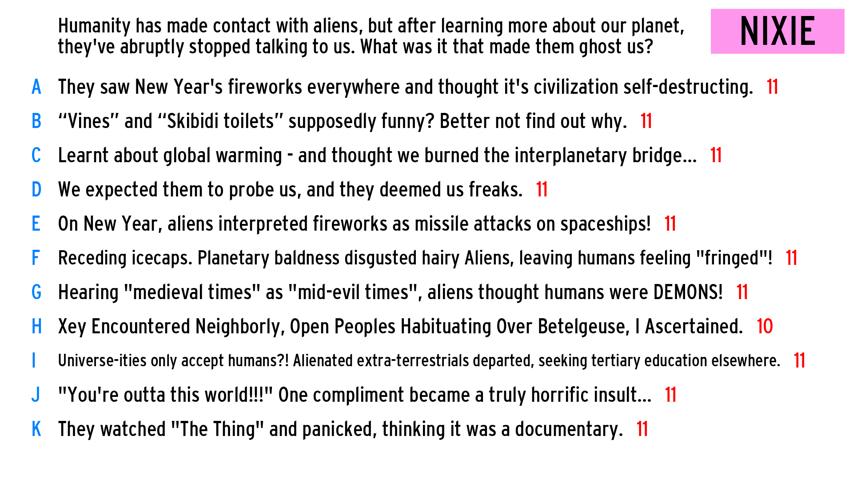 Humanity has made contact with aliens, but after learning more about our planet,
they've abruptly stopped talking to us. What was it that made them ghost us?
NIXIE
A They saw New Year's fireworks everywhere and thought it's civilization self-destructing. 11
B “Vines” and “Skibidi toilets” supposedly funny? Better not find out why. 11
C Learnt about global warming - and thought we burned the interplanetary bridge... 11
D We expected them to probe us, and they deemed us freaks. 11
E On New Year, aliens interpreted fireworks as missile attacks on spaceships! 11
F Receding icecaps. Planetary baldness disgusted hairy Aliens, leaving humans feeling "fringed"! 11
G Hearing "medieval times" as "mid-evil times", aliens thought humans were DEMONS! 11
H Xey Encountered Neighborly, Open Peoples Habituating Over Betelgeuse, I Ascertained. 10
I Universe-ities only accept humans?! Alienated extra-terrestrials departed, seeking tertiary education elsewhere. 11
J "You're outta this world!!!" One compliment became a truly horrific insult... 11
K They watched "The Thing" and panicked, thinking it was a documentary. 11